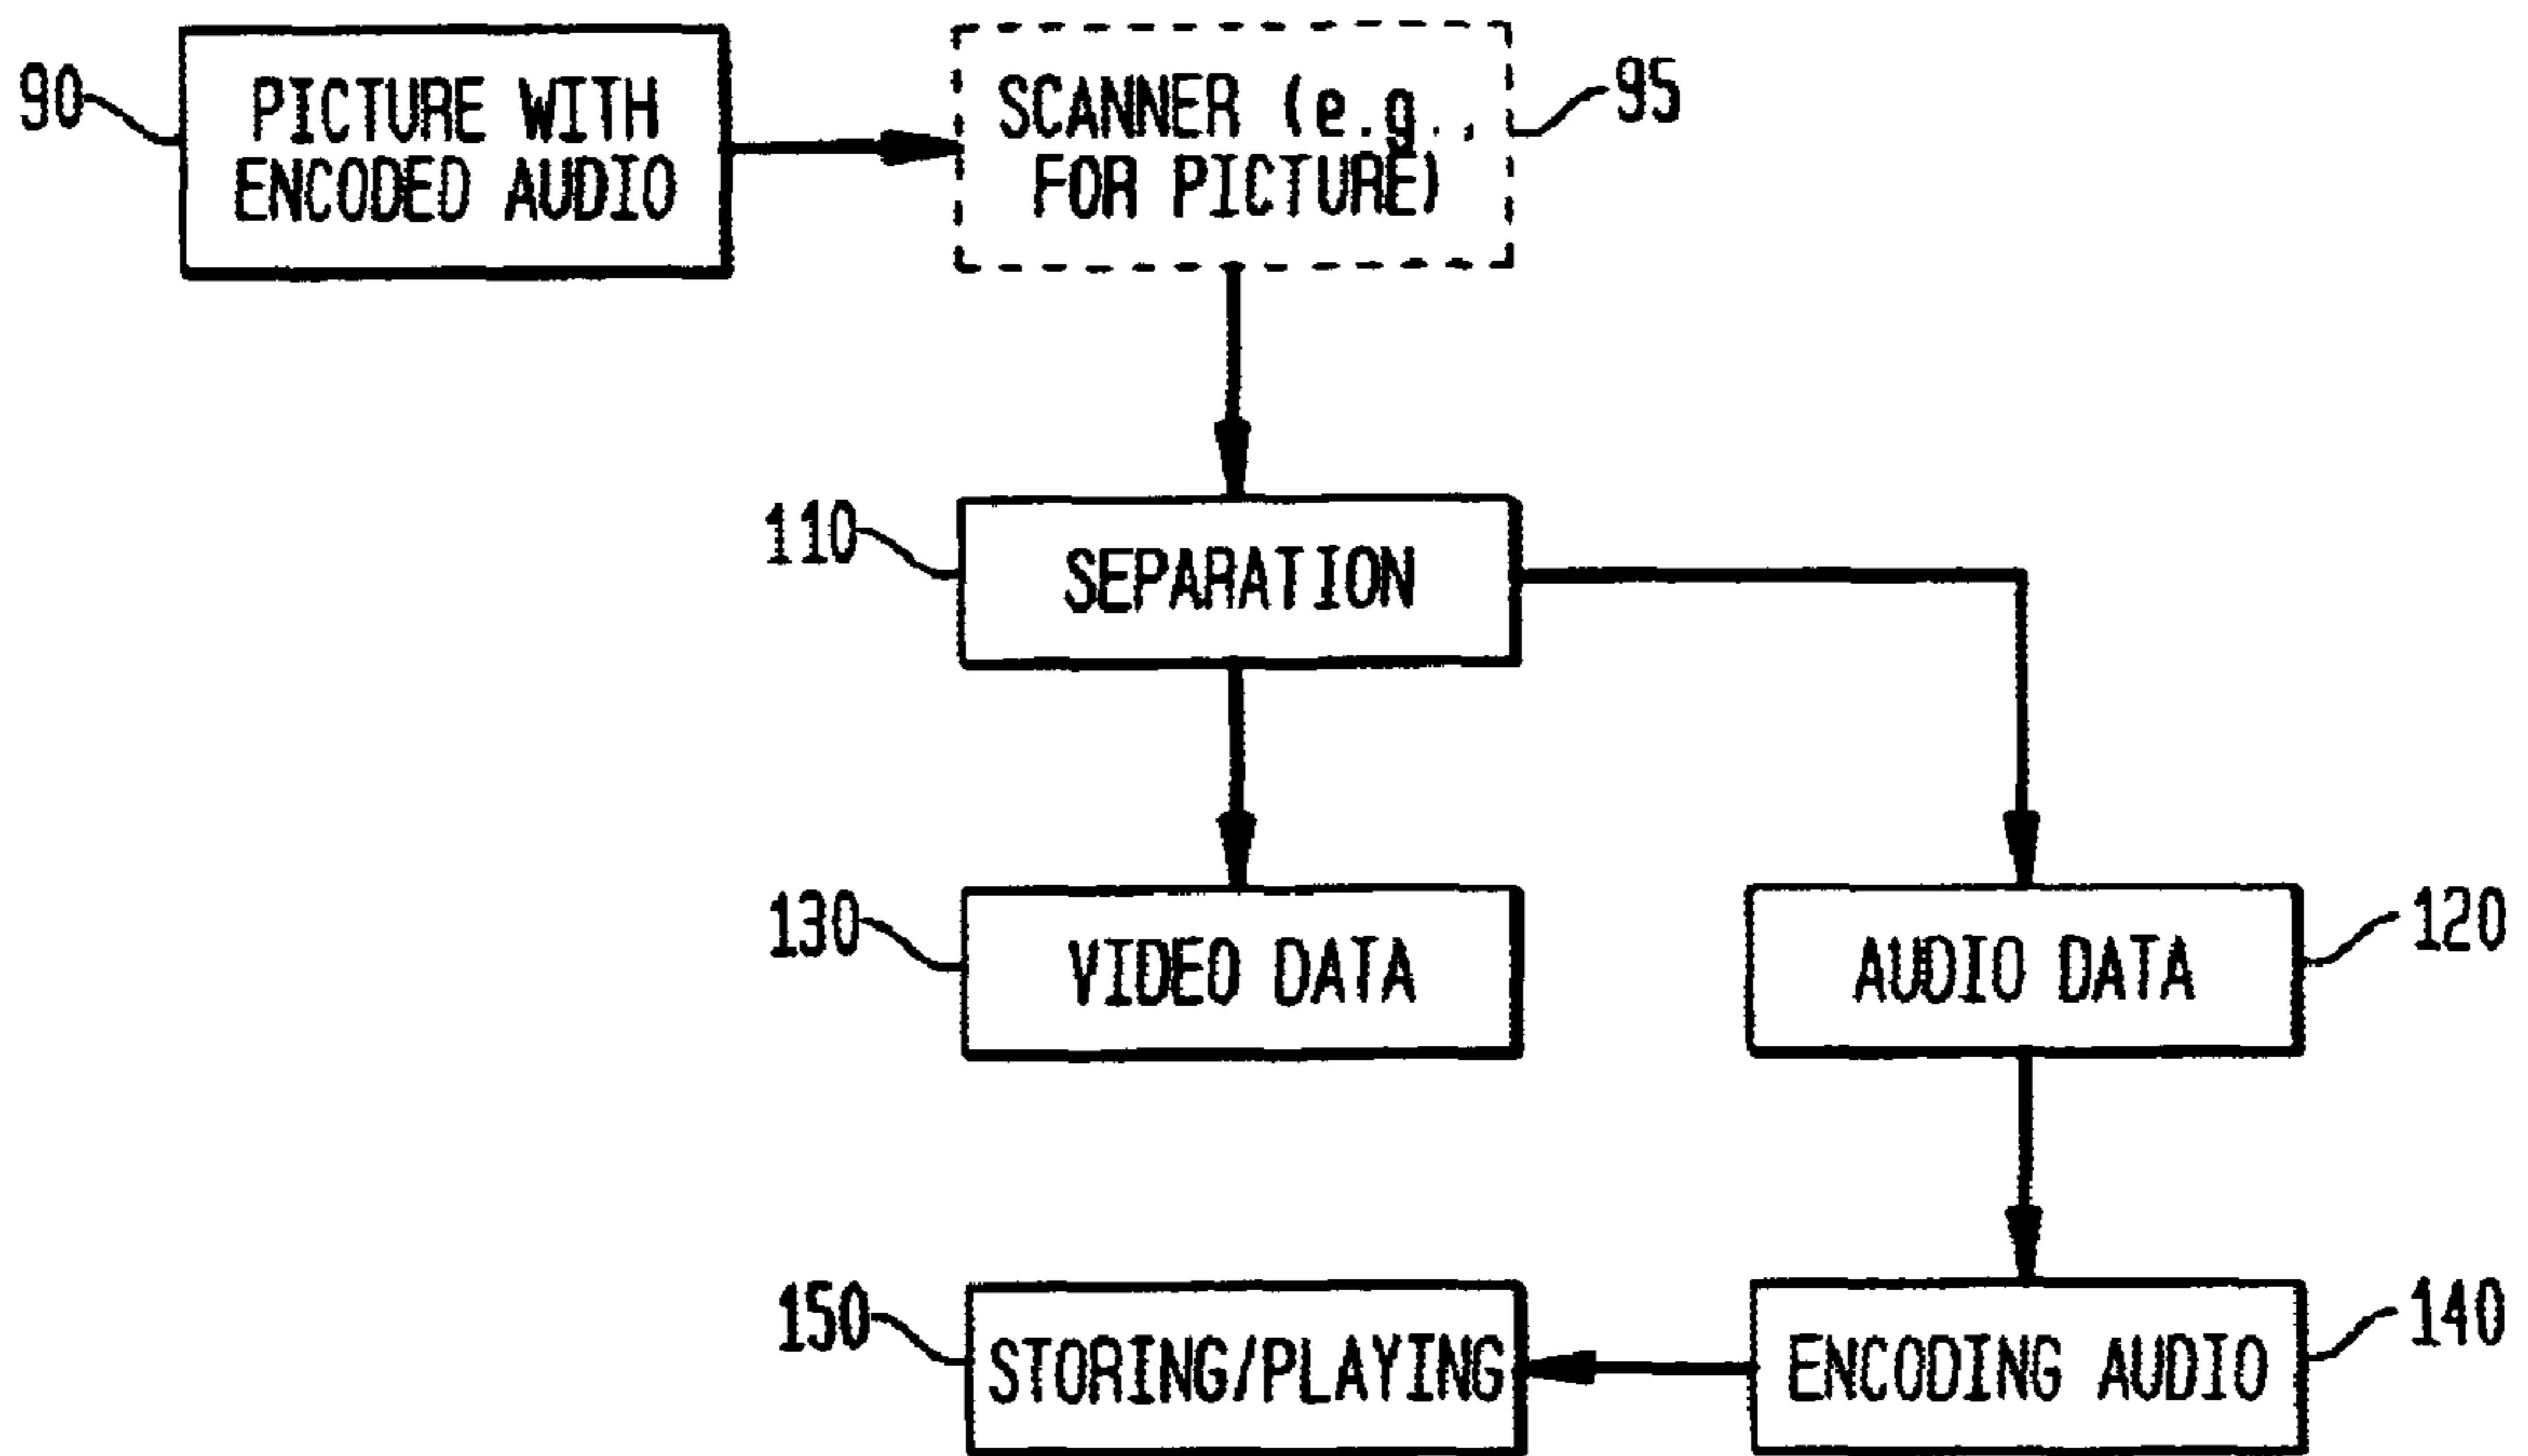 90
PICTURE WITH
ENCODED AUDIO
SCANNER (e.g.,
FOR PICTURE)
95
110
SEPARATION
130
VIDEO DATA
AUDIO DATA
120
150
STORING/PLAYING
ENCODING AUDIO
140